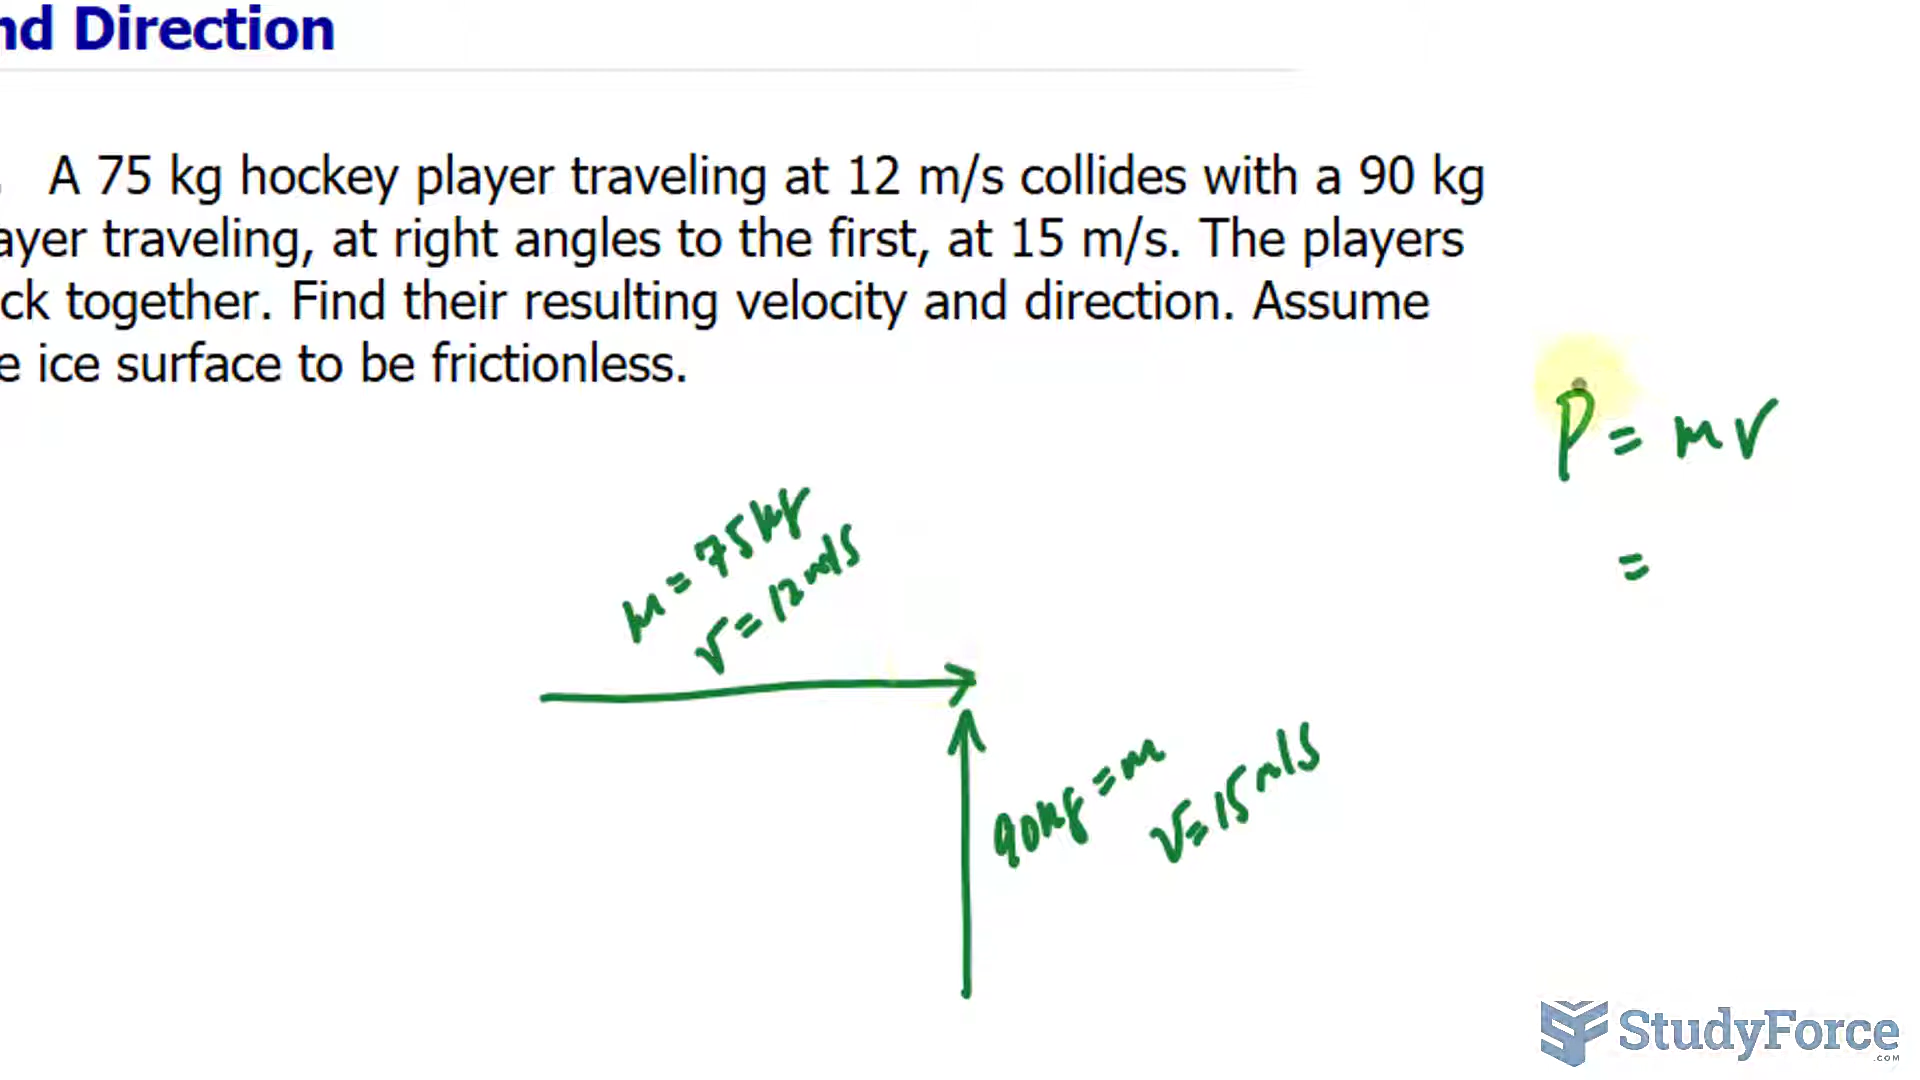 nd Direction
. A 75 kg hockey player traveling at 12 m/s collides with a 90 kg
ayer traveling, at right angles to the first, at 15 m/s. The players
ck together. Find their resulting velocity and direction. Assume
e ice surface to be frictionless.
P = mv
=
m = 75kg
v = 12m/s
90kg = m
v = 15m/s
StudyForce
.COM